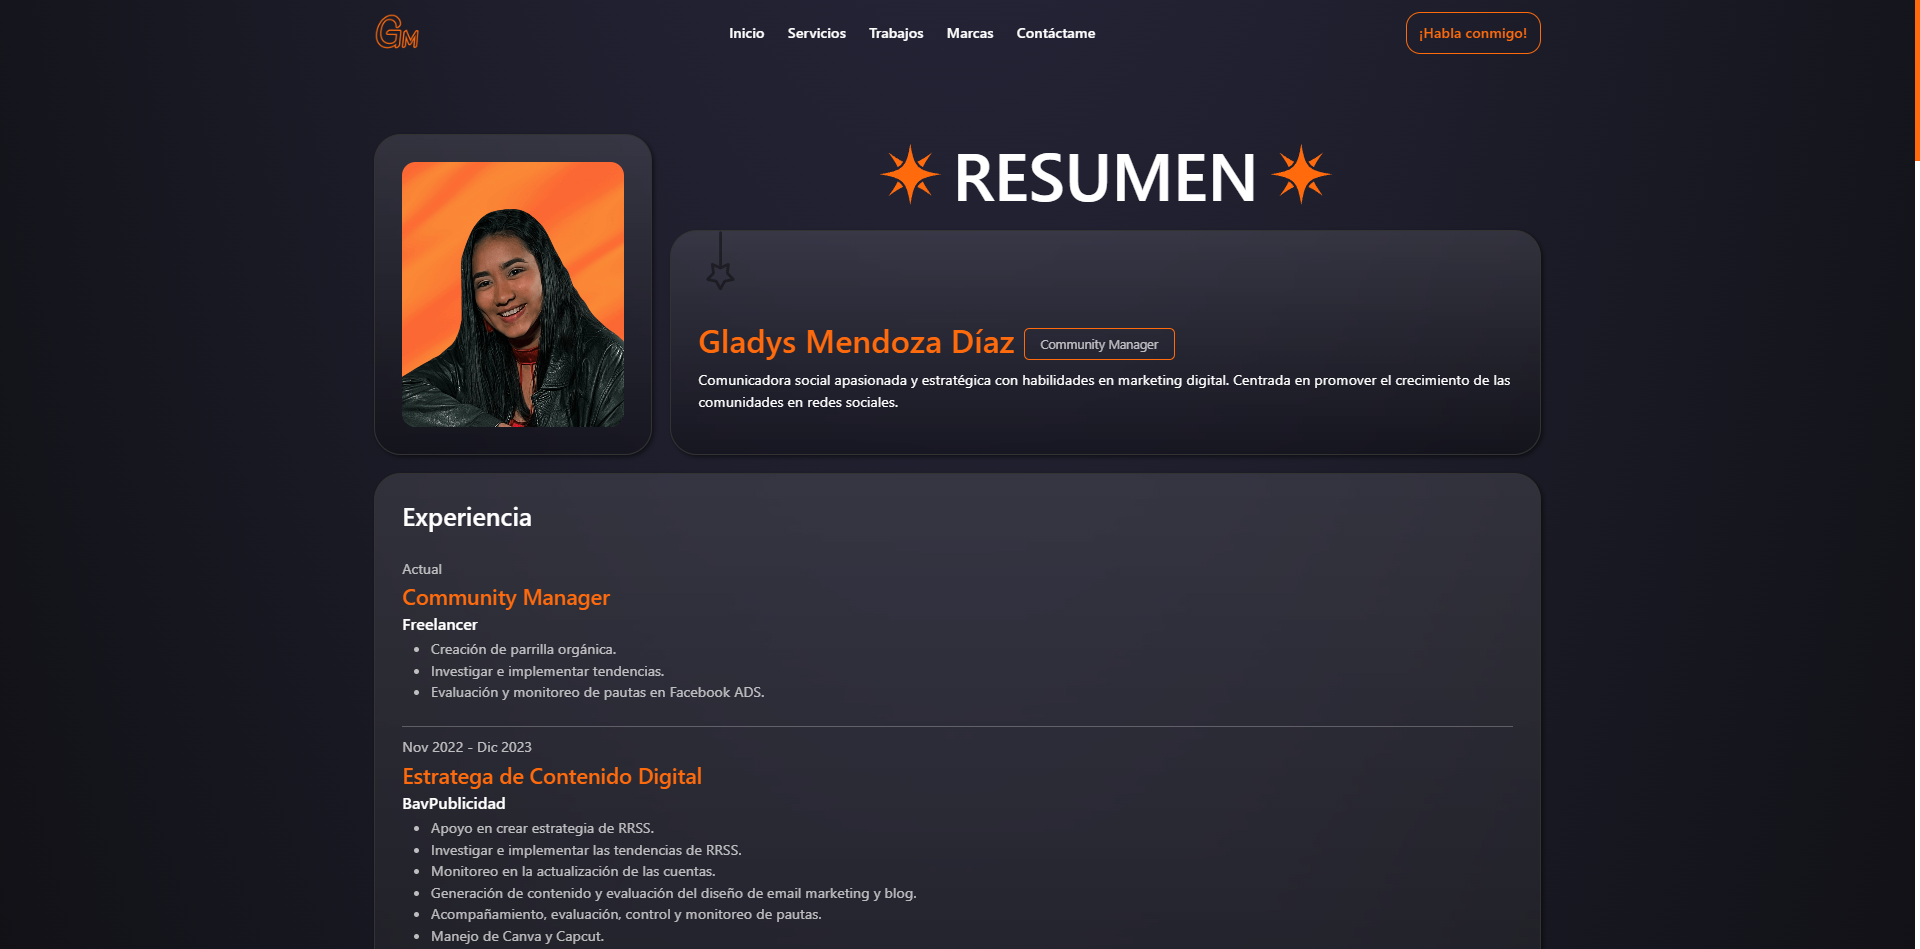 GM
Inicio Servicios Trabajos Marcas Contáctame
¡Habla conmigo!
RESUMEN
Gladys Mendoza Díaz
Community Manager
Comunicadora social apasionada y estratégica con habilidades en marketing digital. Centrada en promover el crecimiento de las
comunidades en redes sociales.
Experiencia
Actual
Community Manager
Freelancer
• Creación de parrilla orgánica.
• Investigar e implementar tendencias.
• Evaluación y monitoreo de pautas en Facebook ADS.
Nov 2022 - Dic 2023
Estratega de Contenido Digital
BavPublicidad
• Apoyo en crear estrategia de RRSS.
• Investigar e implementar las tendencias de RRSS.
• Monitoreo en la actualización de las cuentas.
• Generación de contenido y evaluación del diseño de email marketing y blog.
• Acompañamiento, evaluación, control y monitoreo de pautas.
• Manejo de Canva y Capcut.